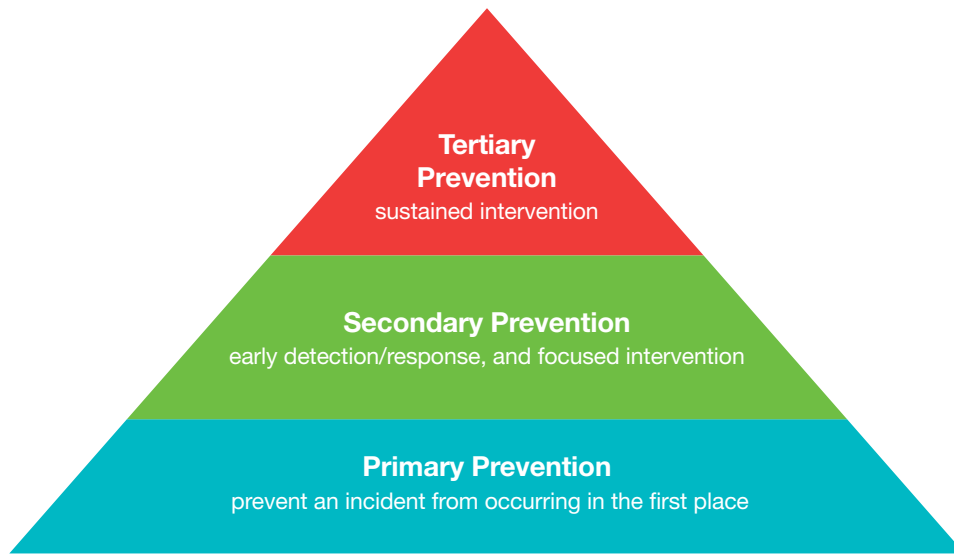 Tertiary
Prevention
sustained intervention
Secondary Prevention
early detection/response, and focused intervention
Primary Prevention
prevent an incident from occurring in the first place